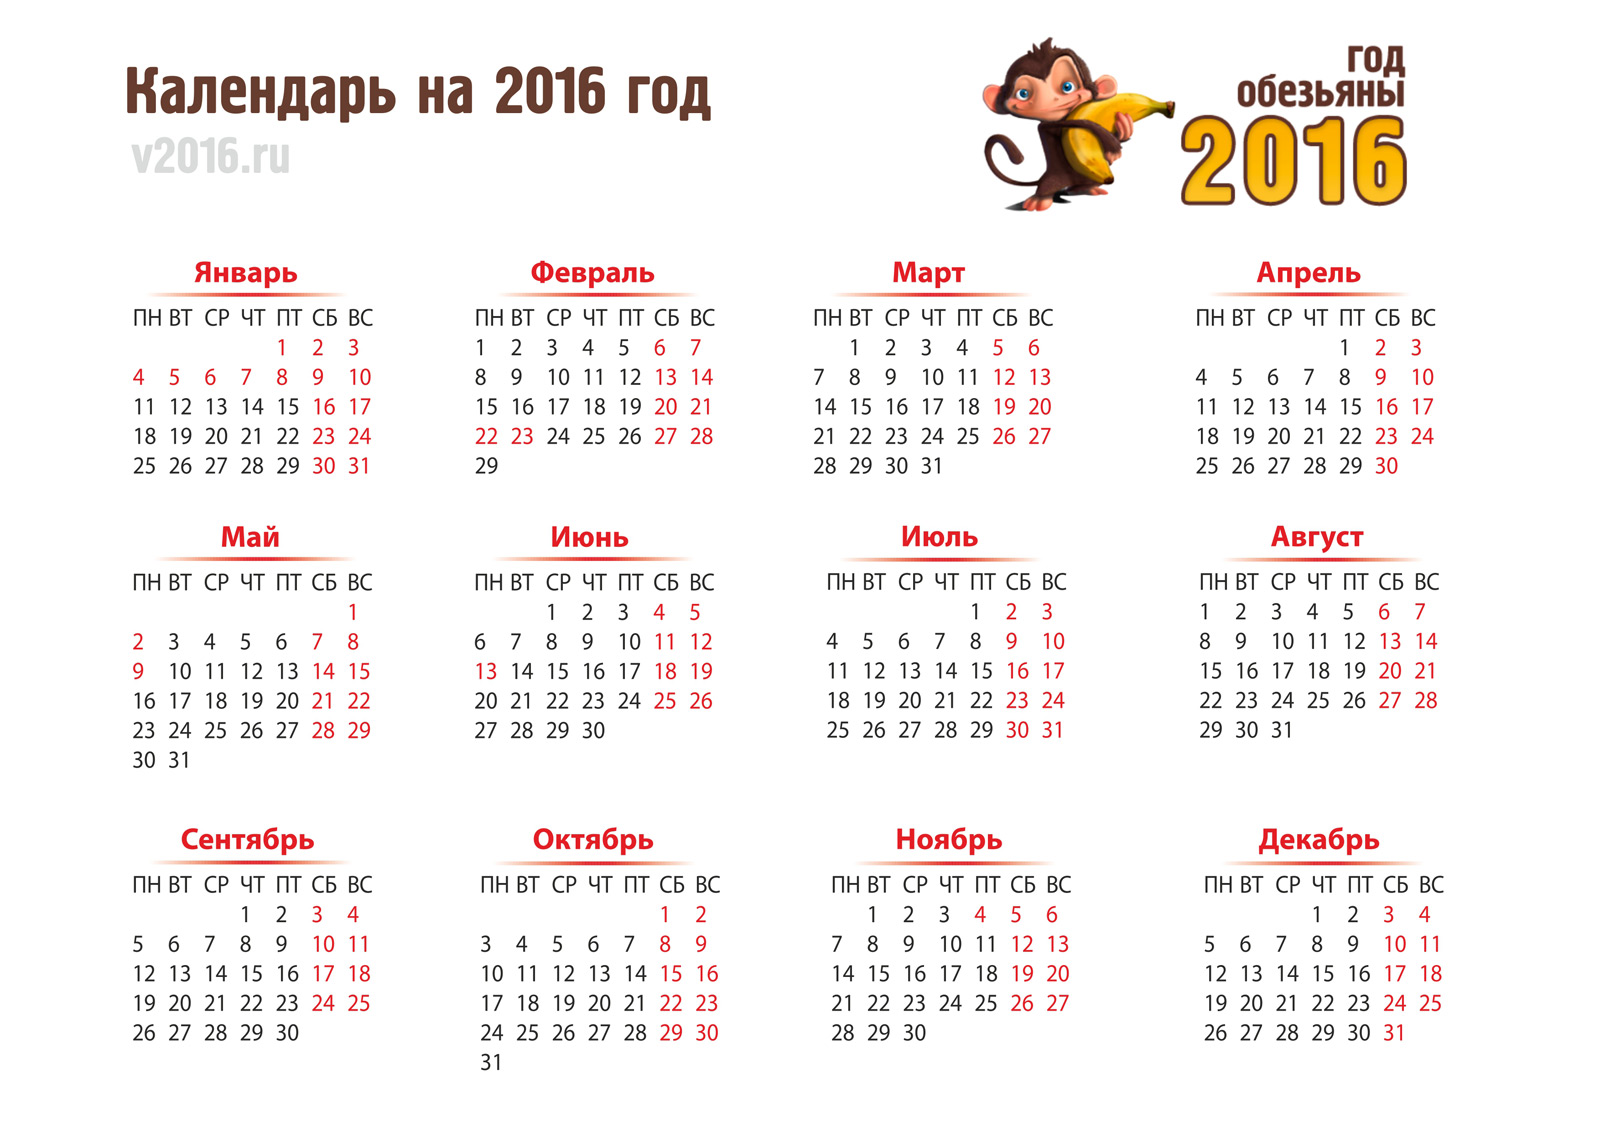 Календарь на 2016 год
v2016.ru
год
обезьяны
2016
Январь
ПН ВТ СР ЧТ ПТ СБ ВС
1 2 3
4 5 6 7 8 9 10
11 12 13 14 15 16 17
18 19 20 21 22 23 24
25 26 27 28 29 30 31
Февраль
ПН ВТ СР ЧТ ПТ СБ ВС
1 2 3 4 5 6 7
8 9 10 11 12 13 14
15 16 17 18 19 20 21
22 23 24 25 26 27 28
29
Март
ПН ВТ СР ЧТ ПТ СБ ВС
1 2 3 4 5 6
7 8 9 10 11 12 13
14 15 16 17 18 19 20
21 22 23 24 25 26 27
28 29 30 31
Апрель
ПН ВТ СР ЧТ ПТ СБ ВС
1 2 3
4 5 6 7 8 9 10
11 12 13 14 15 16 17
18 19 20 21 22 23 24
25 26 27 28 29 30
Май
ПН ВТ СР ЧТ ПТ СБ ВС
1
2 3 4 5 6 7 8
9 10 11 12 13 14 15
16 17 18 19 20 21 22
23 24 25 26 27 28 29
30 31
Июнь
ПН ВТ СР ЧТ ПТ СБ ВС
1 2 3 4 5
6 7 8 9 10 11 12
13 14 15 16 17 18 19
20 21 22 23 24 25 26
27 28 29 30
Июль
ПН ВТ СР ЧТ ПТ СБ ВС
1 2 3
4 5 6 7 8 9 10
11 12 13 14 15 16 17
18 19 20 21 22 23 24
25 26 27 28 29 30 31
Август
ПН ВТ СР ЧТ ПТ СБ ВС
1 2 3 4 5 6 7
8 9 10 11 12 13 14
15 16 17 18 19 20 21
22 23 24 25 26 27 28
29 30 31
Сентябрь
ПН ВТ СР ЧТ ПТ СБ ВС
1 2 3 4
5 6 7 8 9 10 11
12 13 14 15 16 17 18
19 20 21 22 23 24 25
26 27 28 29 30
Октябрь
ПН ВТ СР ЧТ ПТ СБ ВС
1 2
3 4 5 6 7 8 9
10 11 12 13 14 15 16
17 18 19 20 21 22 23
24 25 26 27 28 29 30
31
Ноябрь
ПН ВТ СР ЧТ ПТ СБ ВС
1 2 3 4 5 6
7 8 9 10 11 12 13
14 15 16 17 18 19 20
21 22 23 24 25 26 27
28 29 30
Декабрь
ПН ВТ СР ЧТ ПТ СБ ВС
1 2 3 4
5 6 7 8 9 10 11
12 13 14 15 16 17 18
19 20 21 22 23 24 25
26 27 28 29 30 31